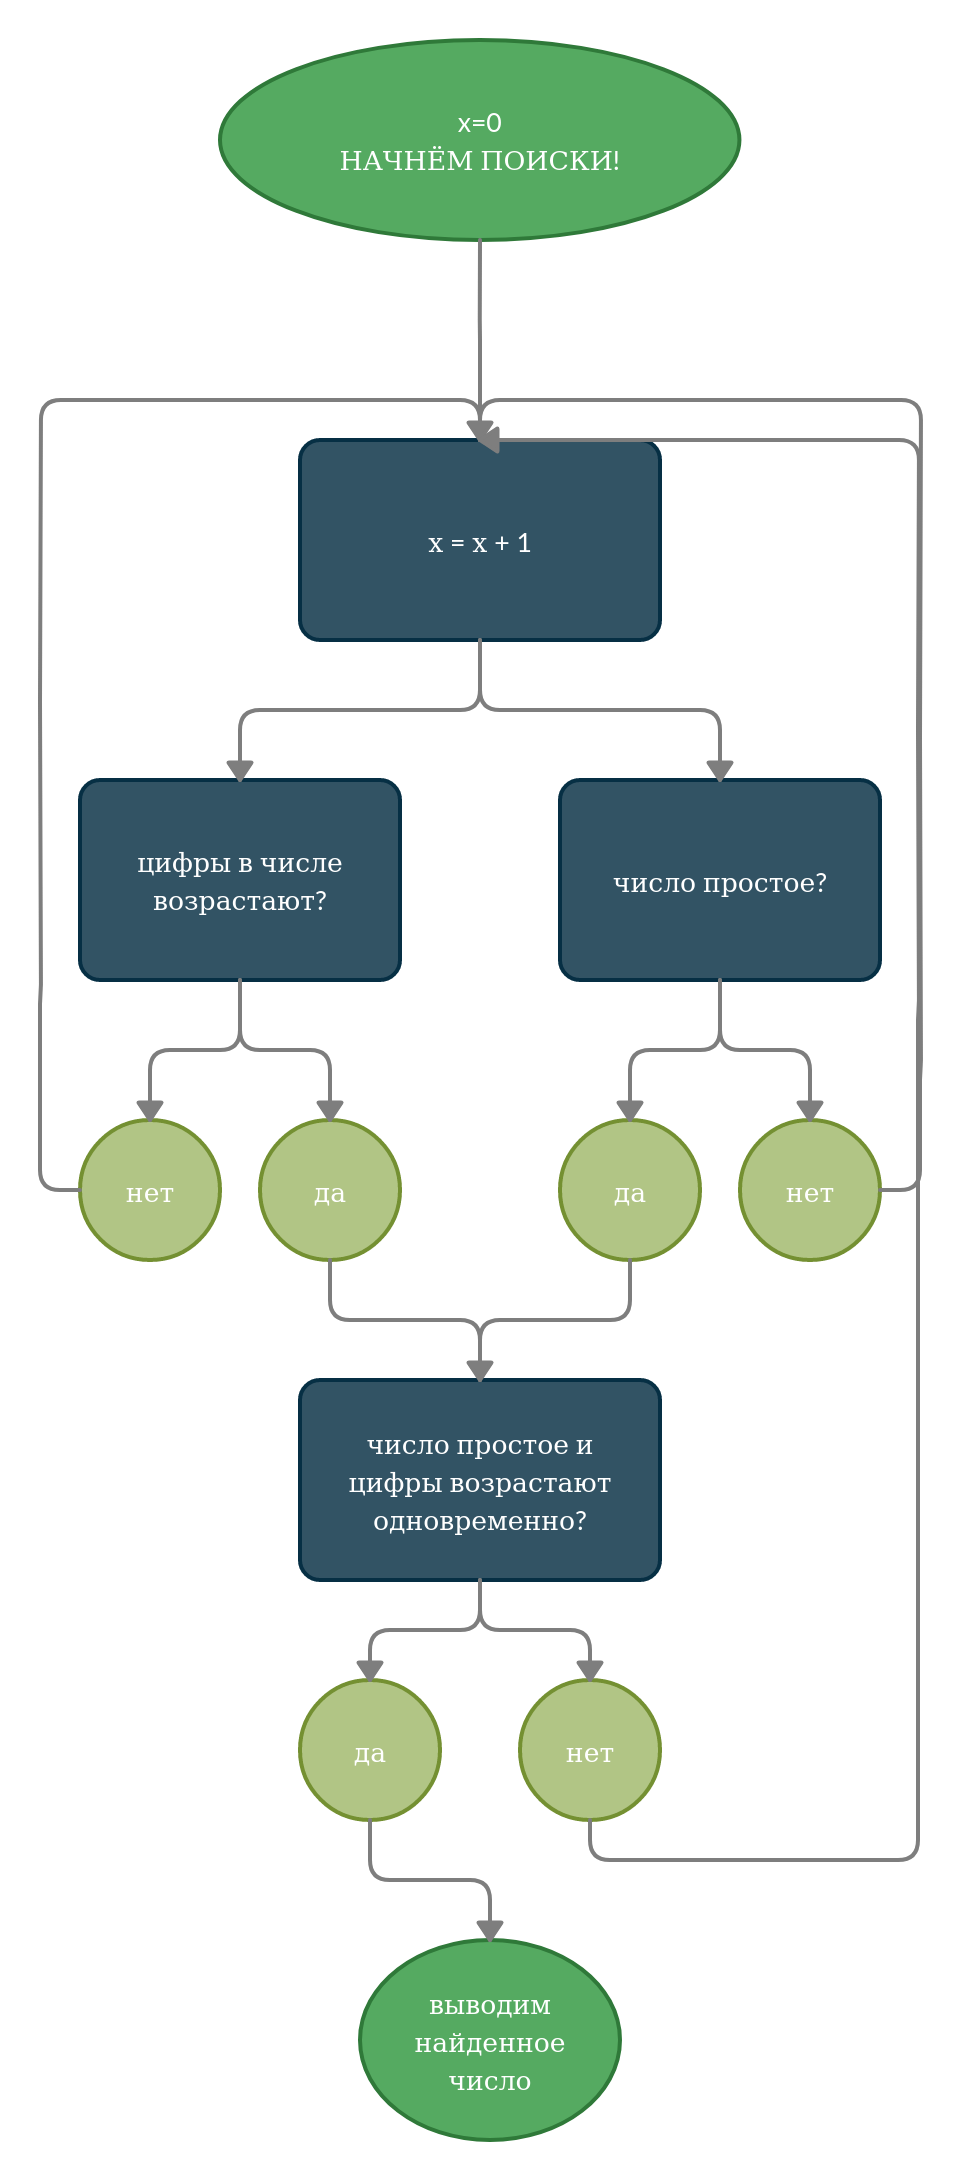 x=0
НАЧНЁМ ПОИСКИ!
x = x + 1
цифры в числе
возрастают?
число простое?
нет
да
да
нет
число простое и
цифры возрастают
одновременно?
да
нет
выводим
найденное
число